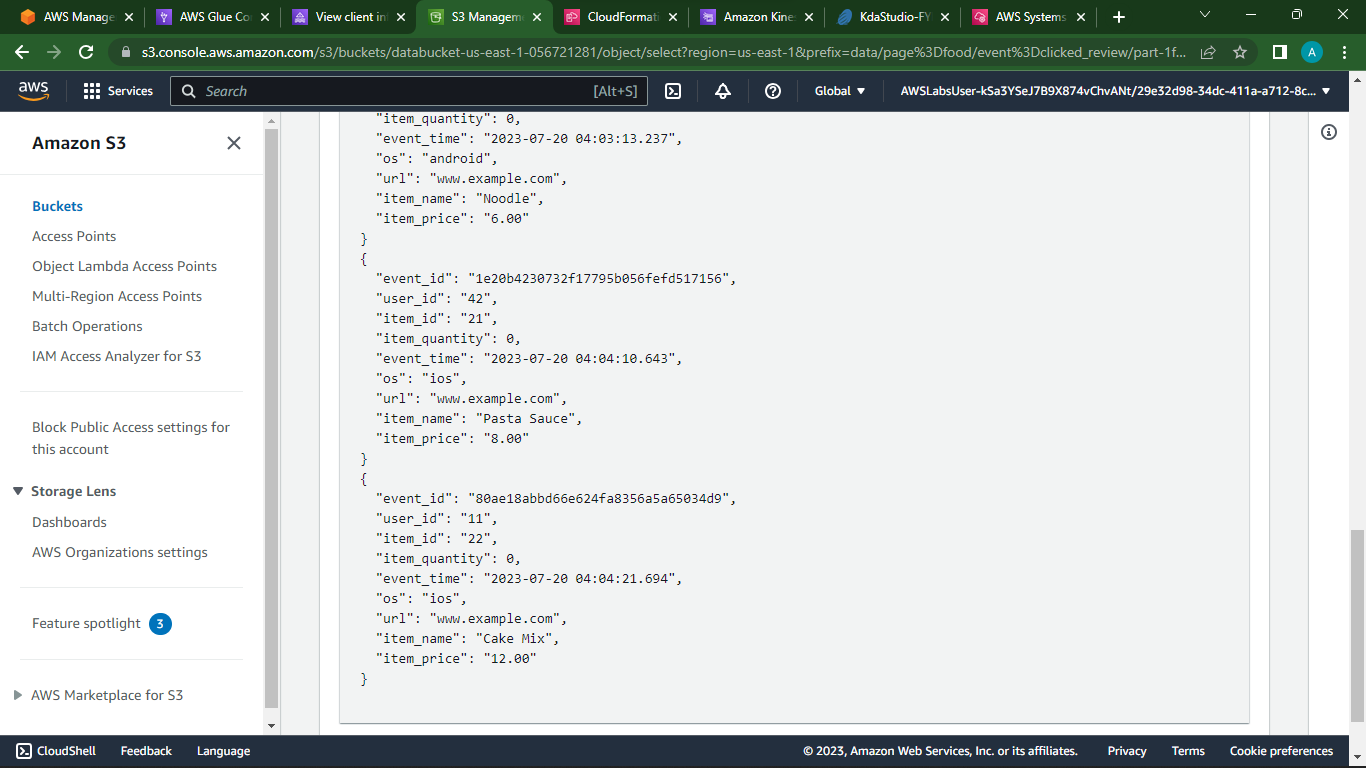 AWS Manage
AWS Glue Co
View client in
S3 Managem
CloudFormati
Amazon Kine
KdaStudio-FY
AWS Systems
s3.console.aws.amazon.com/s3/buckets/databucket-us-east-1-056721281/object/select?region=us-east-1&prefix=data/page%3Dfood/event%3Dclicked_review/part-1f...
A
aws
Services
Search
[Alt+S]
Global
AWSLabsUser-kSa3YSeJ7B9X874vChvANt/29e32d98-34dc-411a-a712-8c...
Amazon S3
Buckets
Access Points
Object Lambda Access Points
Multi-Region Access Points
Batch Operations
IAM Access Analyzer for S3
Block Public Access settings for
this account
Storage Lens
Dashboards
AWS Organizations settings
Feature spotlight 3
AWS Marketplace for S3
"item_quantity": 0,
"event_time": "2023-07-20 04:03:13.237",
"os": "android",
"url": "www.example.com",
"item_name": "Noodle",
"item_price": "6.00"
}
{
"event_id": "1e20b4230732f17795b056fefd517156",
"user_id": "42",
"item_id": "21",
"item_quantity": 0,
"event_time": "2023-07-20 04:04:10.643",
"os": "ios",
"url": "www.example.com",
"item_name": "Pasta Sauce",
"item_price": "8.00"
}
{
"event_id": "80ae18abbd66e624fa8356a5a65034d9",
"user_id": "11",
"item_id": "22",
"item_quantity": 0,
"event_time": "2023-07-20 04:04:21.694",
"os": "ios",
"url": "www.example.com",
"item_name": "Cake Mix",
"item_price": "12.00"
}
CloudShell
Feedback
Language
© 2023, Amazon Web Services, Inc. or its affiliates.
Privacy
Terms
Cookie preferences